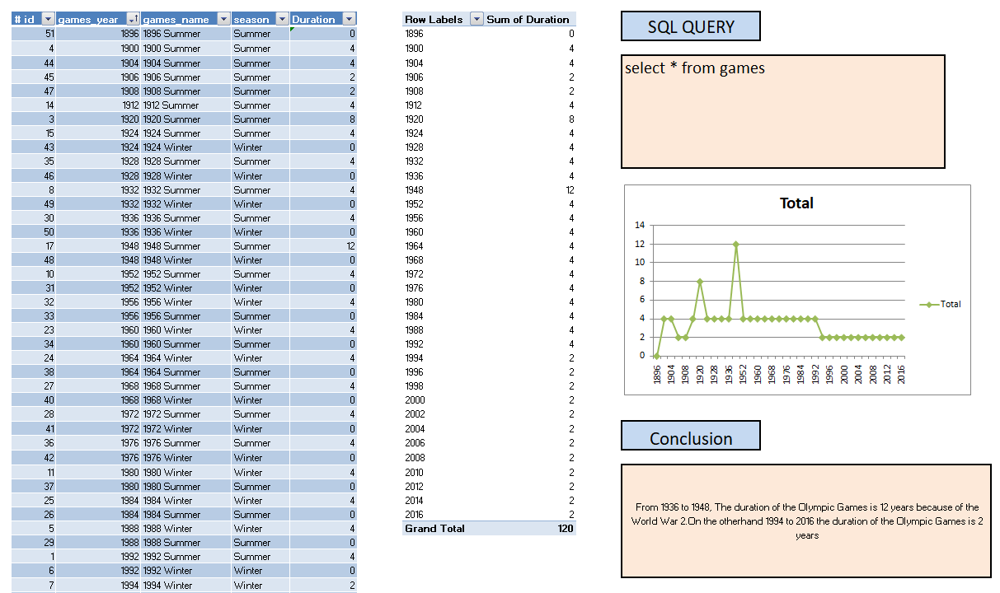 # id games_year games_name season Duration
51 1896 1896 Summer Summer 0
4 1900 1900 Summer Summer 4
44 1904 1904 Summer Summer 4
45 1906 1906 Summer Summer 2
47 1908 1908 Summer Summer 2
14 1912 1912 Summer Summer 4
3 1920 1920 Summer Summer 8
15 1924 1924 Summer Summer 4
43 1924 1924 Winter Winter 0
35 1928 1928 Summer Summer 4
46 1928 1928 Winter Winter 0
8 1932 1932 Summer Summer 4
49 1932 1932 Winter Winter 0
30 1936 1936 Summer Summer 4
50 1936 1936 Winter Winter 0
17 1948 1948 Summer Summer 12
48 1948 1948 Winter Winter 0
10 1952 1952 Summer Summer 4
31 1952 1952 Winter Winter 0
32 1956 1956 Winter Winter 4
33 1956 1956 Summer Summer 0
23 1960 1960 Winter Winter 4
34 1960 1960 Summer Summer 0
24 1964 1964 Winter Winter 4
38 1964 1964 Summer Summer 0
27 1968 1968 Summer Summer 4
40 1968 1968 Winter Winter 0
28 1972 1972 Summer Summer 4
41 1972 1972 Winter Winter 0
36 1976 1976 Summer Summer 4
42 1976 1976 Winter Winter 0
11 1980 1980 Winter Winter 4
37 1980 1980 Summer Summer 0
25 1984 1984 Winter Winter 4
26 1984 1984 Summer Summer 0
5 1988 1988 Winter Winter 4
29 1988 1988 Summer Summer 0
1 1992 1992 Summer Summer 4
6 1992 1992 Winter Winter 0
7 1994 1994 Winter Winter 2
Row Labels Sum of Duration
1896 0
1900 4
1904 4
1906 2
1908 2
1912 4
1920 8
1924 4
1928 4
1932 4
1936 4
1948 12
1952 4
1956 4
1960 4
1964 4
1968 4
1972 4
1976 4
1980 4
1984 4
1988 4
1992 4
1994 2
1996 2
1998 2
2000 2
2002 2
2004 2
2006 2
2008 2
2010 2
2012 2
2014 2
2016 2
Grand Total 120
SQL QUERY
select * from games
Total
14
12
10
8
6
4
2
0
1896 1904 1908 1920 1928 1936 1952 1960 1968 1976 1984 1992 1996 2000 2004 2008 2012 2016
Total
Conclusion
From 1936 to 1948, The duration of the Olympic Games is 12 years because of the
World War 2.On the otherhand 1994 to 2016 the duration of the Olympic Games is 2
years